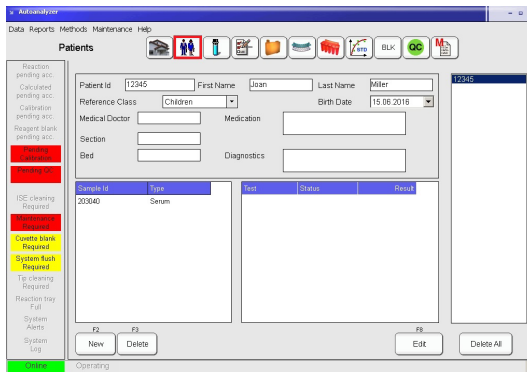 Autoanalyzer
Data Reports Methods Maintenance Help
Patients
STD
BLK
QC
M
Reaction
pending acc.
Calculated
pending acc.
Calibration
pending acc.
Reagent blank
pending acc.
Pending
Calibration
Pending QC
ISE cleaning
Required
Maintenance
Required
Cuvette blank
Required
System flush
Required
Tip cleaning
Required
Reaction tray
Full
System
Alerts
System
Log
Online
Patient Id 12345 First Name Joan Last Name Miller
Reference Class Children Birth Date 15.06.2016
Medical Doctor Medication
Section
Bed Diagnostics
Sample Id Type
203040 Serum
Test Status Result
12345
F2 F3 F8
New Delete Edit Delete All
Operating